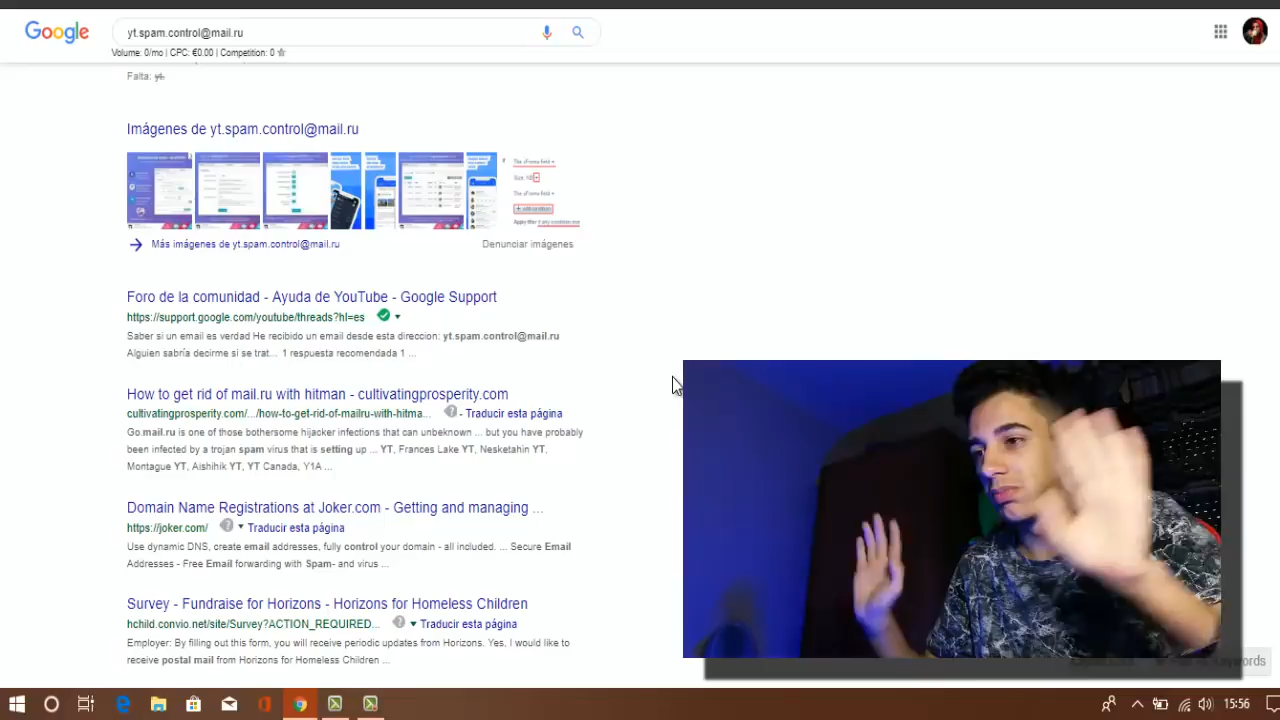 Google
yt.spam.control@mail.ru
Volume: 0/mo | CPC: €0.00 | Competition: 0
Falta: yt.
Imágenes de yt.spam.control@mail.ru
Más imágenes de yt.spam.control@mail.ru
Denunciar imágenes
Foro de la comunidad - Ayuda de YouTube - Google Support
https://support.google.com/youtube/threads?hl=es
Saber si un email es verdad He recibido un email desde esta direccion: yt.spam.control@mail.ru
Alguien sabría decirme si se trat... 1 respuesta recomendada 1 ...
How to get rid of mail.ru with hitman - cultivatingprosperity.com
cultivatingprosperity.com/.../how-to-get-rid-of-mailru-with-hitma... - Traducir esta página
Go.mail.ru is one of those bothersome hijacker infections that can unbeknown ... but you have probably
been infected by a trojan spam virus that is setting up ... YT, Frances Lake YT, Nesketahin YT,
Montague YT, Aishihik YT, YT Canada, Y1A ...
Domain Name Registrations at Joker.com - Getting and managing ...
https://joker.com/ Traducir esta página
Use dynamic DNS, create email addresses, fully control your domain - all included. ... Secure Email
Addresses - Free Email forwarding with Spam- and virus ...
Survey - Fundraise for Horizons - Horizons for Homeless Children
hchild.convio.net/site/Survey?ACTION_REQUIRED... Traducir esta página
Employer: By filling out this form, you will receive periodic updates from Horizons. Yes, I would like to
receive postal mail from Horizons for Homeless Children ...
15:56